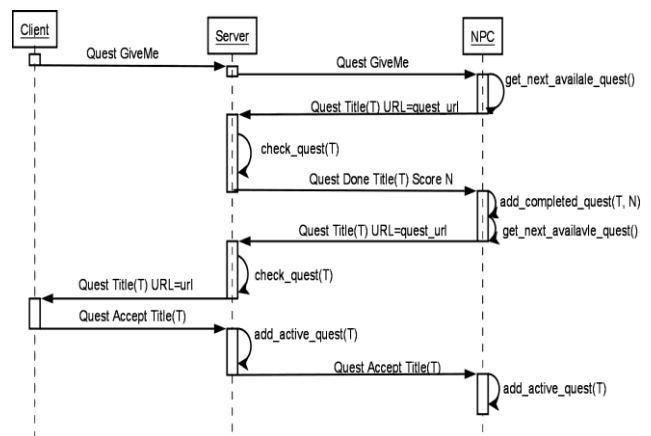 Client
Server
NPC
Quest GiveMe
Quest GiveMe
get_next_availale_quest()
Quest Title(T) URL=quest_url
check_quest(T)
Quest Done Title(T) Score N
add_completed_quest(T, N)
Quest Title(T) URL=quest_url
get_next_availavle_quest()
check_quest(T)
Quest Title(T) URL=url
Quest Accept Title(T)
add_active_quest(T)
Quest Accept Title(T)
add_active_quest(T)